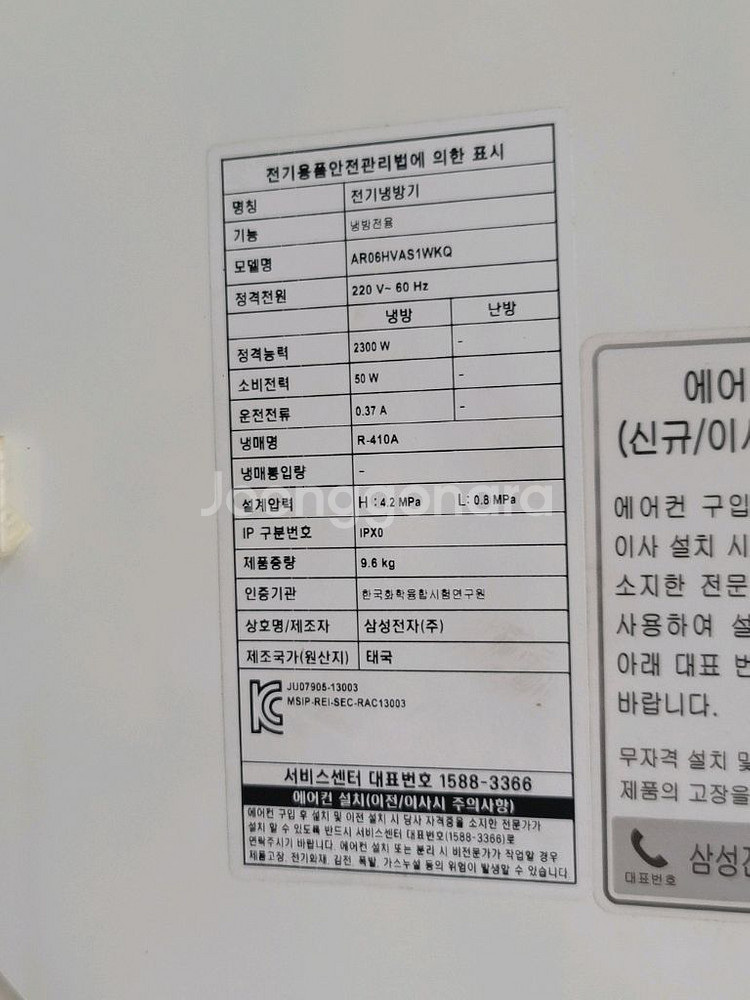 전기용품안전관리법에 의한 표시
명칭 전기냉방기
기능 냉방전용
모델명 AR06HVAS1WKQ
정격전원 220 V~ 60 Hz
냉방 난방
정격능력 2300 W -
소비전력 50 W -
운전전류 0.37 A -
냉매명 R-410A
냉매봉입량 -
설계압력 H : 4.2 MPa L: 0.8 MPa
IP 구분번호 IPX0
제품중량 9.6 kg
인증기관 한국화학융합시험연구원
상호명/제조자 삼성전자(주)
제조국가(원산지) 태국
JU07905-13003
MSIP-REI-SEC-RAC13003
서비스센터 대표번호 1588-3366
에어컨 설치(이전/이사시 주의사항)
에어컨 구입 후 설치 및 이전 설치 시 당사 자격증을 소지한 전문가가
설치 할 수 있도록 반드시 서비스센터 대표번호(1588-3366)로
연락주시기 바랍니다. 에어컨 설치 또는 분리 시 비전문가가 작업할 경우
제품고장, 전기화재, 감전, 폭발, 가스누설 등의 위험이 발생할 수 있습니다.
에어
(신규/이사
에어컨 구입
이사 설치 시
소지한 전문
사용하여 설
아래 대표 번
바랍니다.
무자격 설치 및
제품의 고장을
대표번호
삼성전
Joonggonara